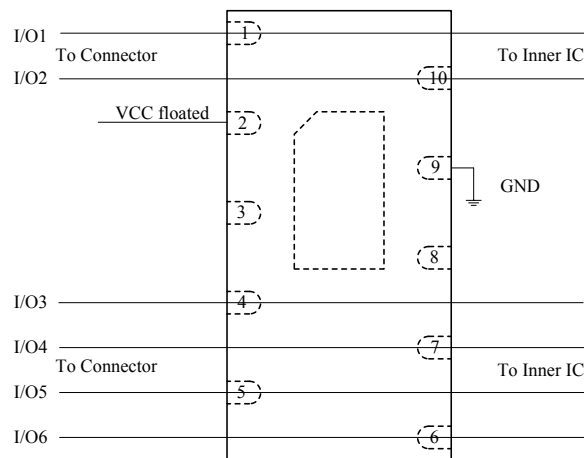 I/O1
1
To Connector
To Inner IC
I/O2
10
VCC floated
2
9
GND
3
8
I/O3
4
I/O4
7
To Connector
To Inner IC
I/O5
5
I/O6
6